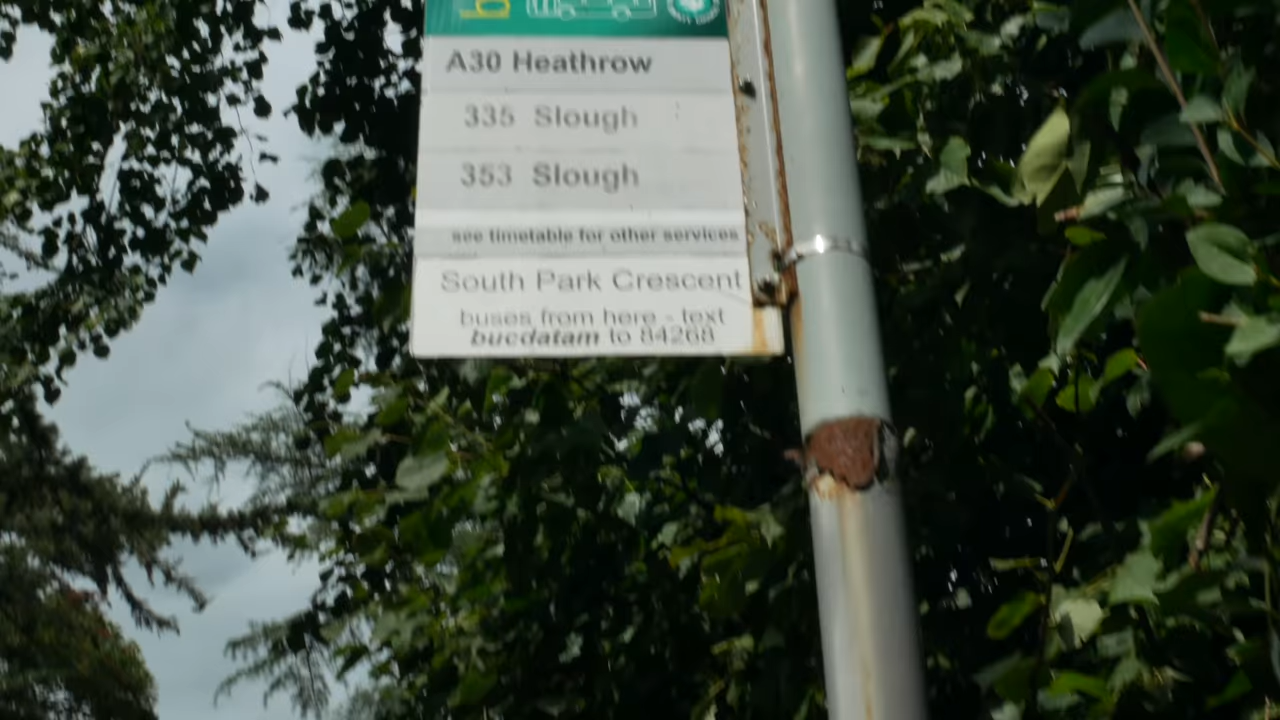 A30 Heathrow
335 Slough
353 Slough
see timetable for other services
South Park Crescent
buses from here - text
bucdatam to 84268